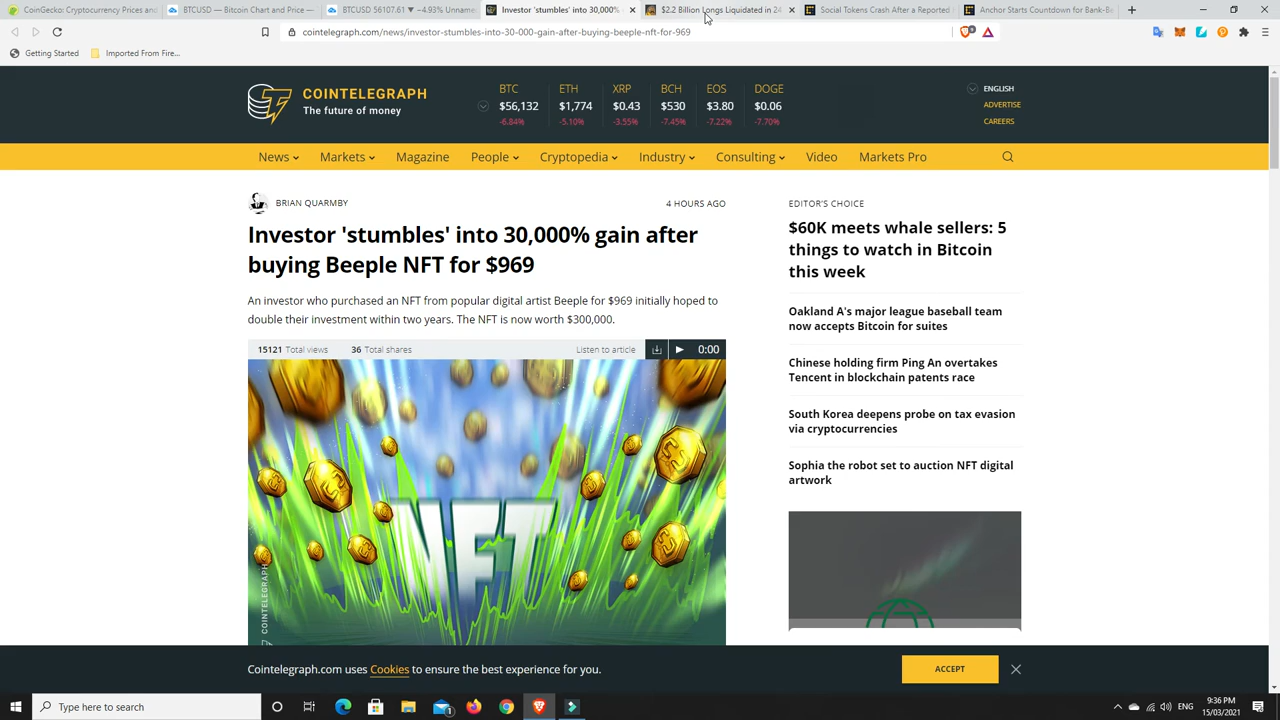 CoinGecko: Cryptocurrency Prices and
BTCUSD — Bitcoin Chart and Price —
BTCUSD 56107.61 ▼ −4.93% Unname
Investor 'stumbles' into 30,000%
$2.2 Billion Longs Liquidated in 24
Social Tokens Crash After a Reported
Anchor Starts Countdown for Bank-B
cointelegraph.com/news/investor-stumbles-into-30-000-gain-after-buying-beeple-nft-for-969
Getting Started
Imported From Fire...
COINTELEGRAPH
The future of money
BTC
$56,132
-6.84%
ETH
$1,774
-5.10%
XRP
$0.43
-3.55%
BCH
$530
-7.45%
EOS
$3.80
-7.22%
DOGE
$0.06
-7.70%
ENGLISH
ADVERTISE
CAREERS
News
Markets
Magazine
People
Cryptopedia
Industry
Consulting
Video
Markets Pro
BRIAN QUARMBY
4 HOURS AGO
Investor 'stumbles' into 30,000% gain after
buying Beeple NFT for $969
An investor who purchased an NFT from popular digital artist Beeple for $969 initially hoped to
double their investment within two years. The NFT is now worth $300,000.
15121 Total views
36 Total shares
Listen to article
0:00
NFT
COINTELEGRAPH
EDITOR'S CHOICE
$60K meets whale sellers: 5
things to watch in Bitcoin
this week
Oakland A's major league baseball team
now accepts Bitcoin for suites
Chinese holding firm Ping An overtakes
Tencent in blockchain patents race
South Korea deepens probe on tax evasion
via cryptocurrencies
Sophia the robot set to auction NFT digital
artwork
Cointelegraph.com uses Cookies to ensure the best experience for you.
ACCEPT
Type here to search
ENG
9:36 PM
15/03/2021